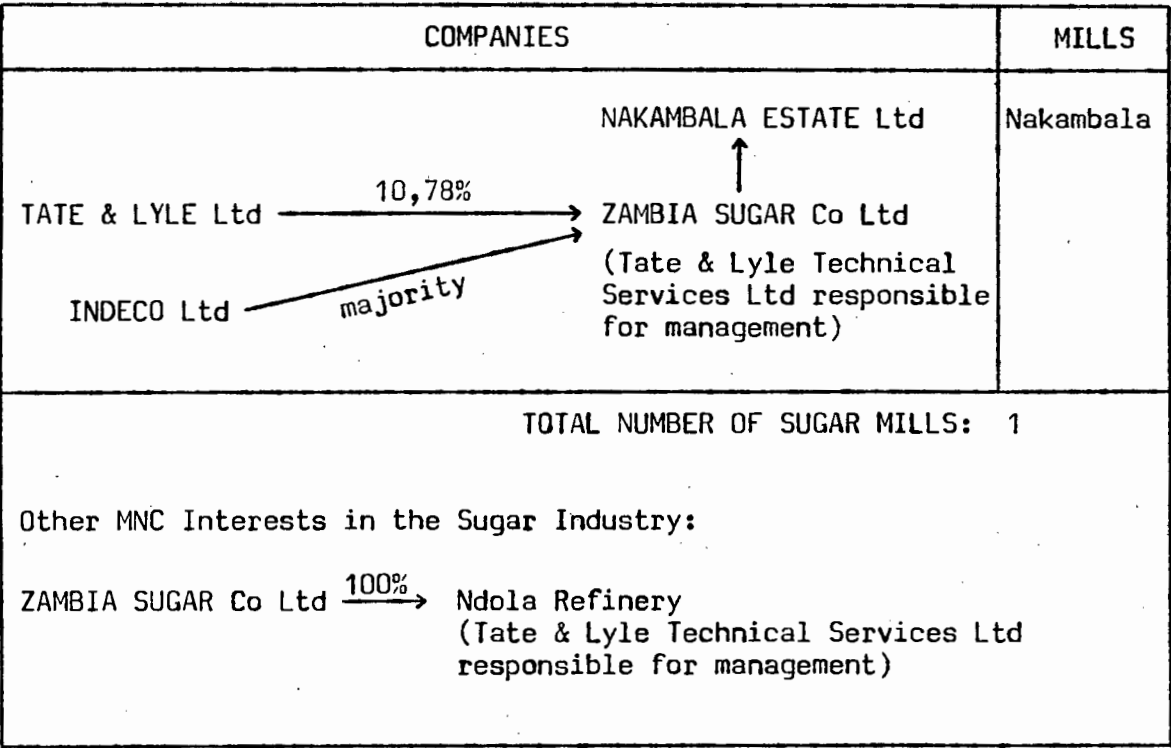 COMPANIES MILLS
NAKAMBALA ESTATE Ltd Nakambala
10,78%
TATE & LYLE Ltd ZAMBIA SUGAR Co Ltd
(Tate & Lyle Technical
Services Ltd responsible
for management)
INDECO Ltd majority
TOTAL NUMBER OF SUGAR MILLS: 1
Other MNC Interests in the Sugar Industry:
ZAMBIA SUGAR Co Ltd 100% Ndola Refinery
(Tate & Lyle Technical Services Ltd
responsible for management)